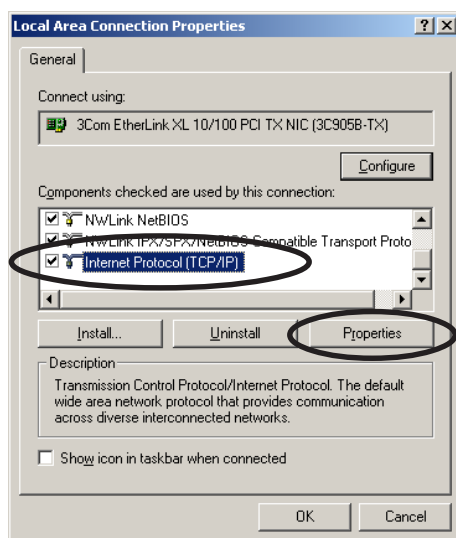 Local Area Connection Properties
General
Connect using:
3Com EtherLink XL 10/100 PCI TX NIC (3C905B-TX)
Configure
Components checked are used by this connection:
NWLink NetBIOS
NWLink IPX/SPX/NetBIOS Compatible Transport Proto
Internet Protocol (TCP/IP)
Install... Uninstall Properties
Description
Transmission Control Protocol/Internet Protocol. The default
wide area network protocol that provides communication
across diverse interconnected networks.
Show icon in taskbar when connected
OK Cancel